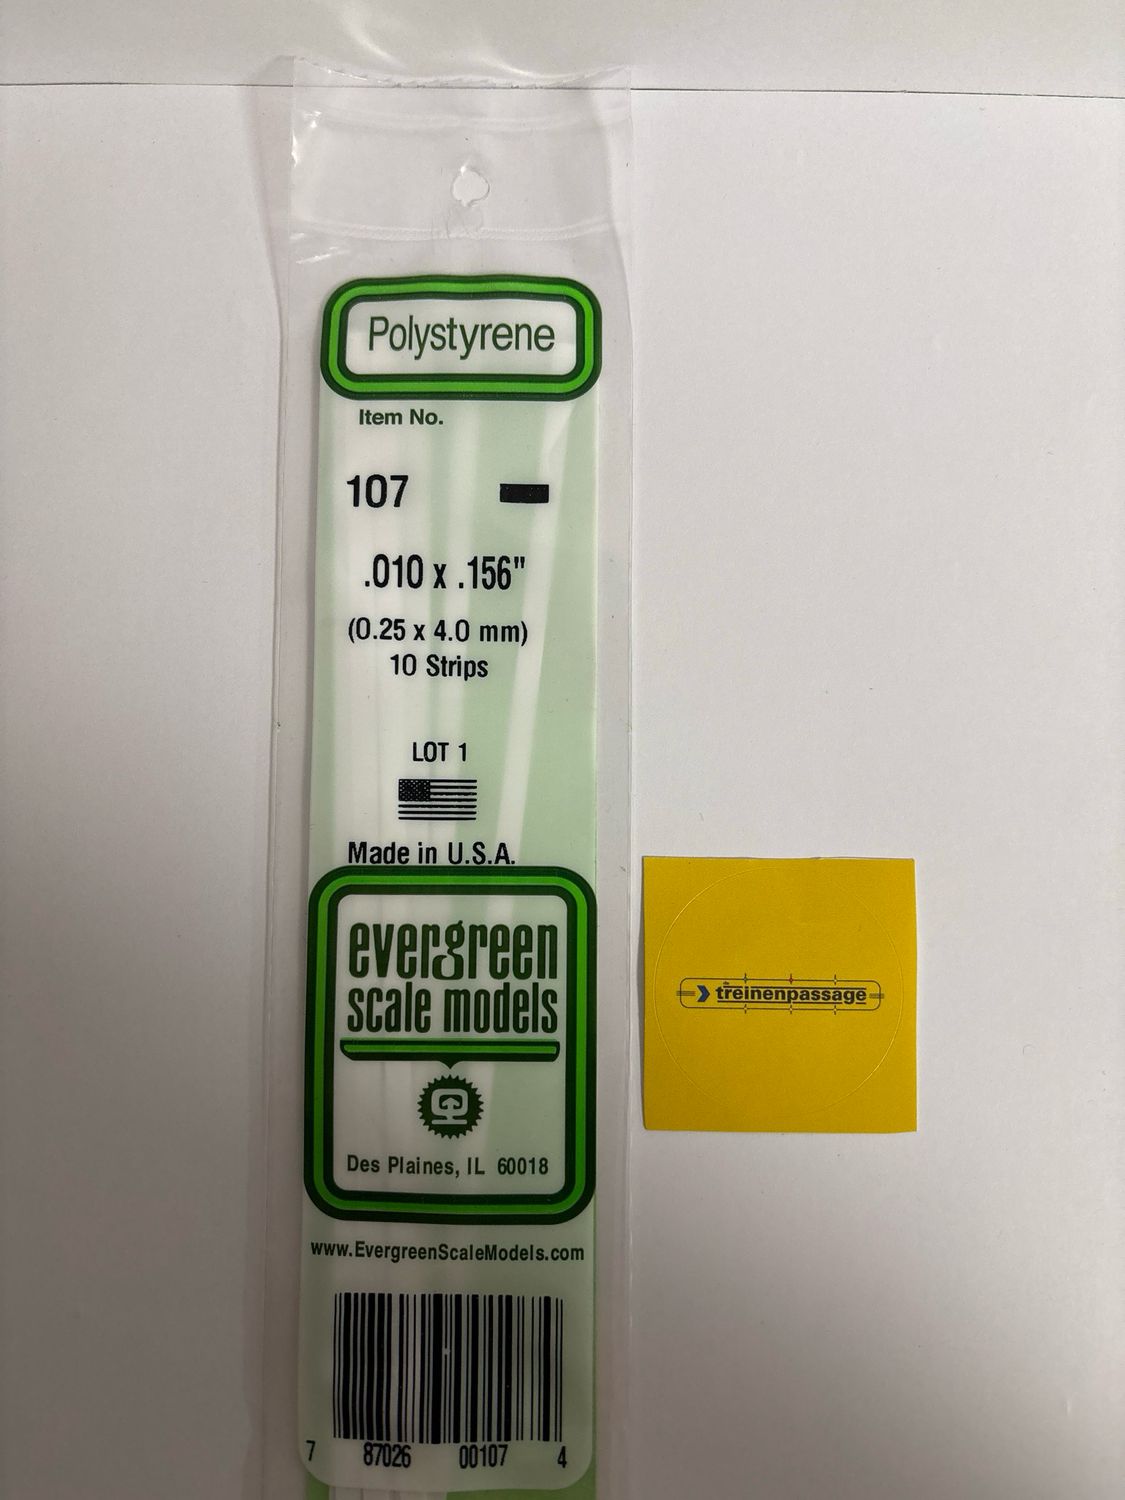 Polystyrene
Item No.
107
.010 x .156"
(0.25 x 4.0 mm)
10 Strips
LOT 1
Made in U.S.A.
evergreen
scale models
Des Plaines, IL 60018
www.EvergreenScaleModels.com
7 87026 00107 4
de
treinenpassage